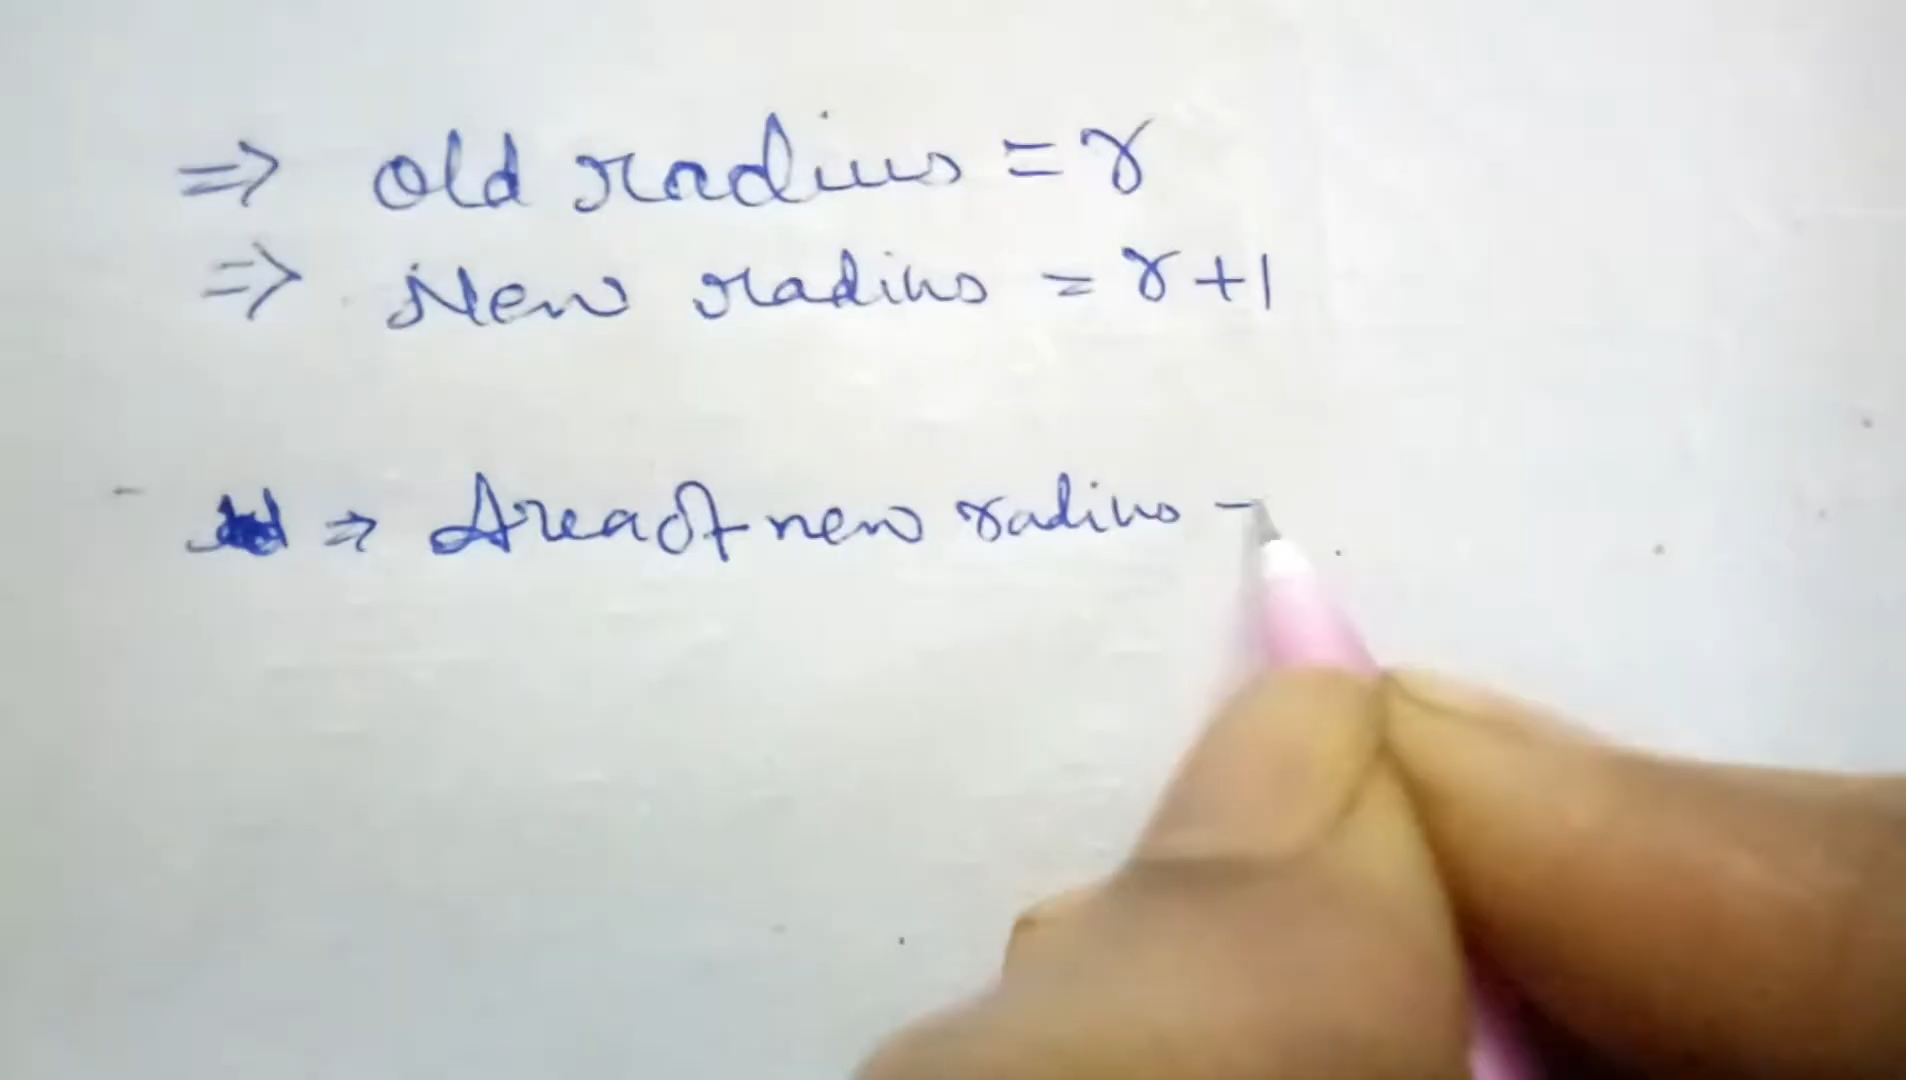 ⇒ old radius = r
⇒ New radius = r+1
⇒ Area of new radius -